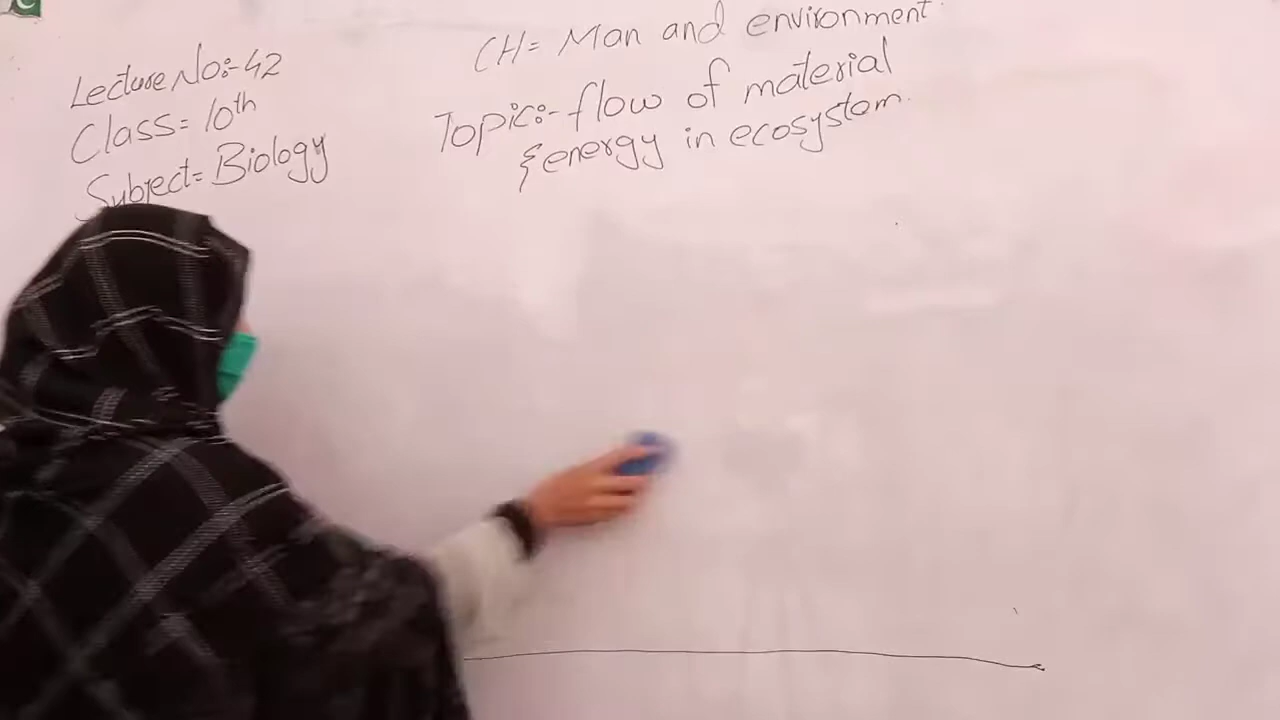 Lecture No:-42
Class= 10th
Subject= Biology
CH= Man and environment.
Topic:- flow of material
& energy in ecosystem.